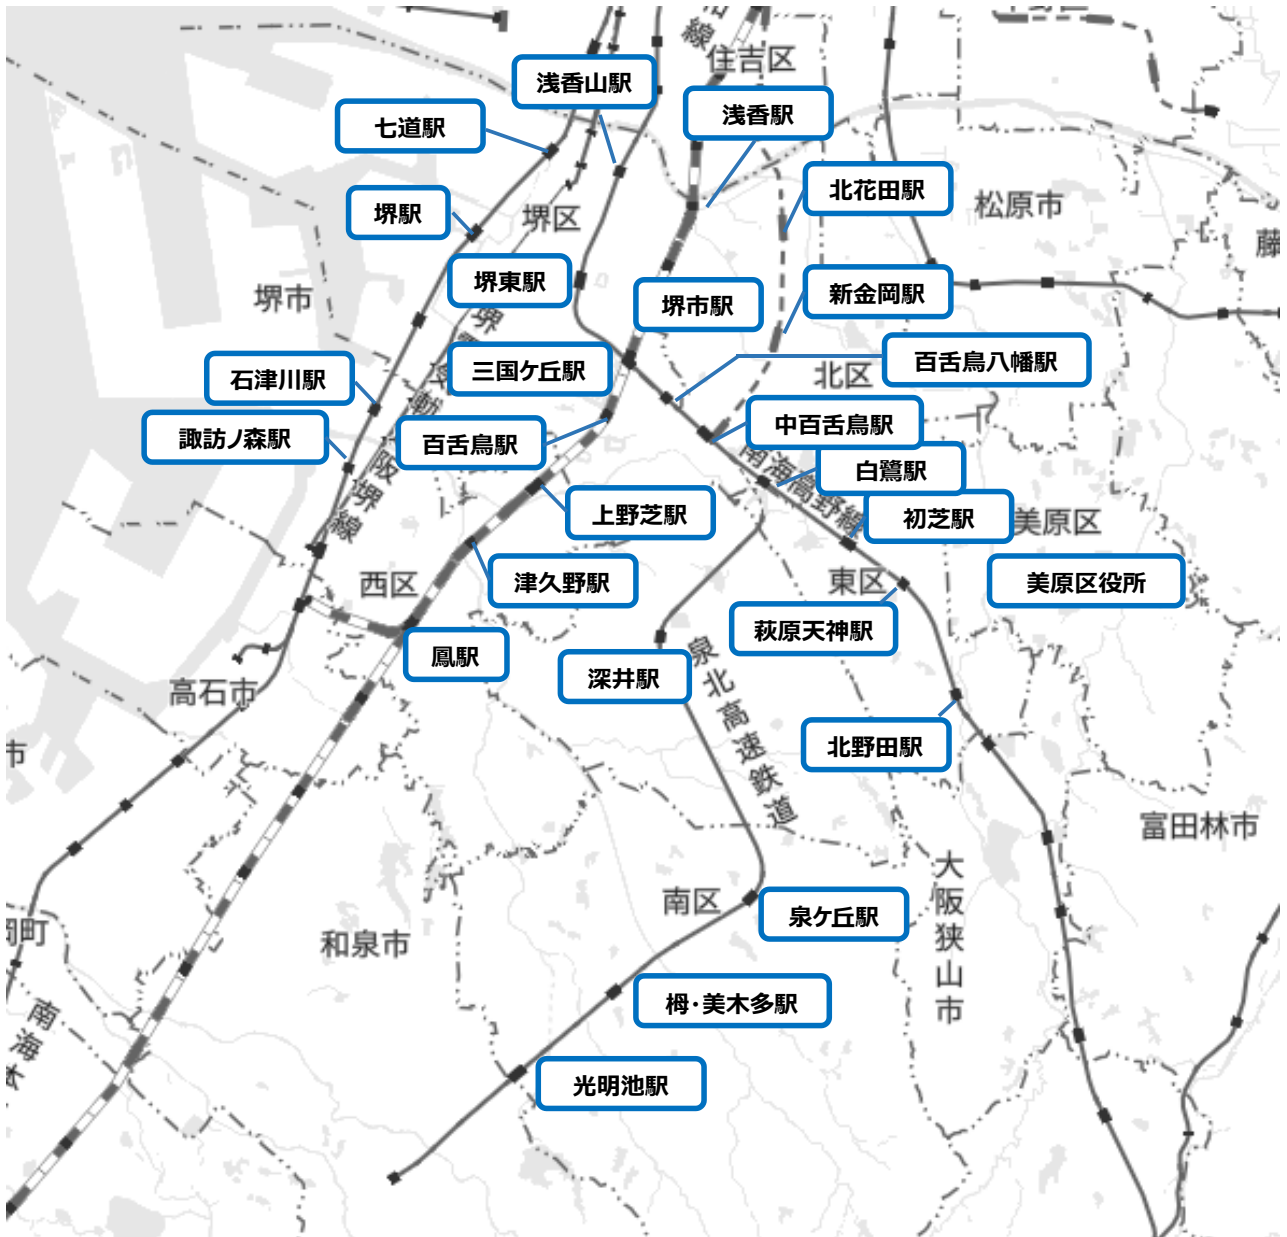 線
住吉区
浅香山駅
浅香駅
七道駅
北花田駅
松原市
堺駅
堺区
藤
堺東駅
堺市
堺市駅
新金岡駅
三国ケ丘駅
百舌鳥八幡駅
石津川駅
北区
諏訪ノ森駅
百舌鳥駅
中百舌鳥駅
阪堺線
南海高野線
白鷺駅
上野芝駅
初芝駅
美原区
西区
津久野駅
東区
美原区役所
萩原天神駅
鳳駅
深井駅
泉北高速鉄道
高石市
北野田駅
市
富田林市
南区
泉ケ丘駅
大阪狭山市
町
和泉市
栂・美木多駅
南海
光明池駅